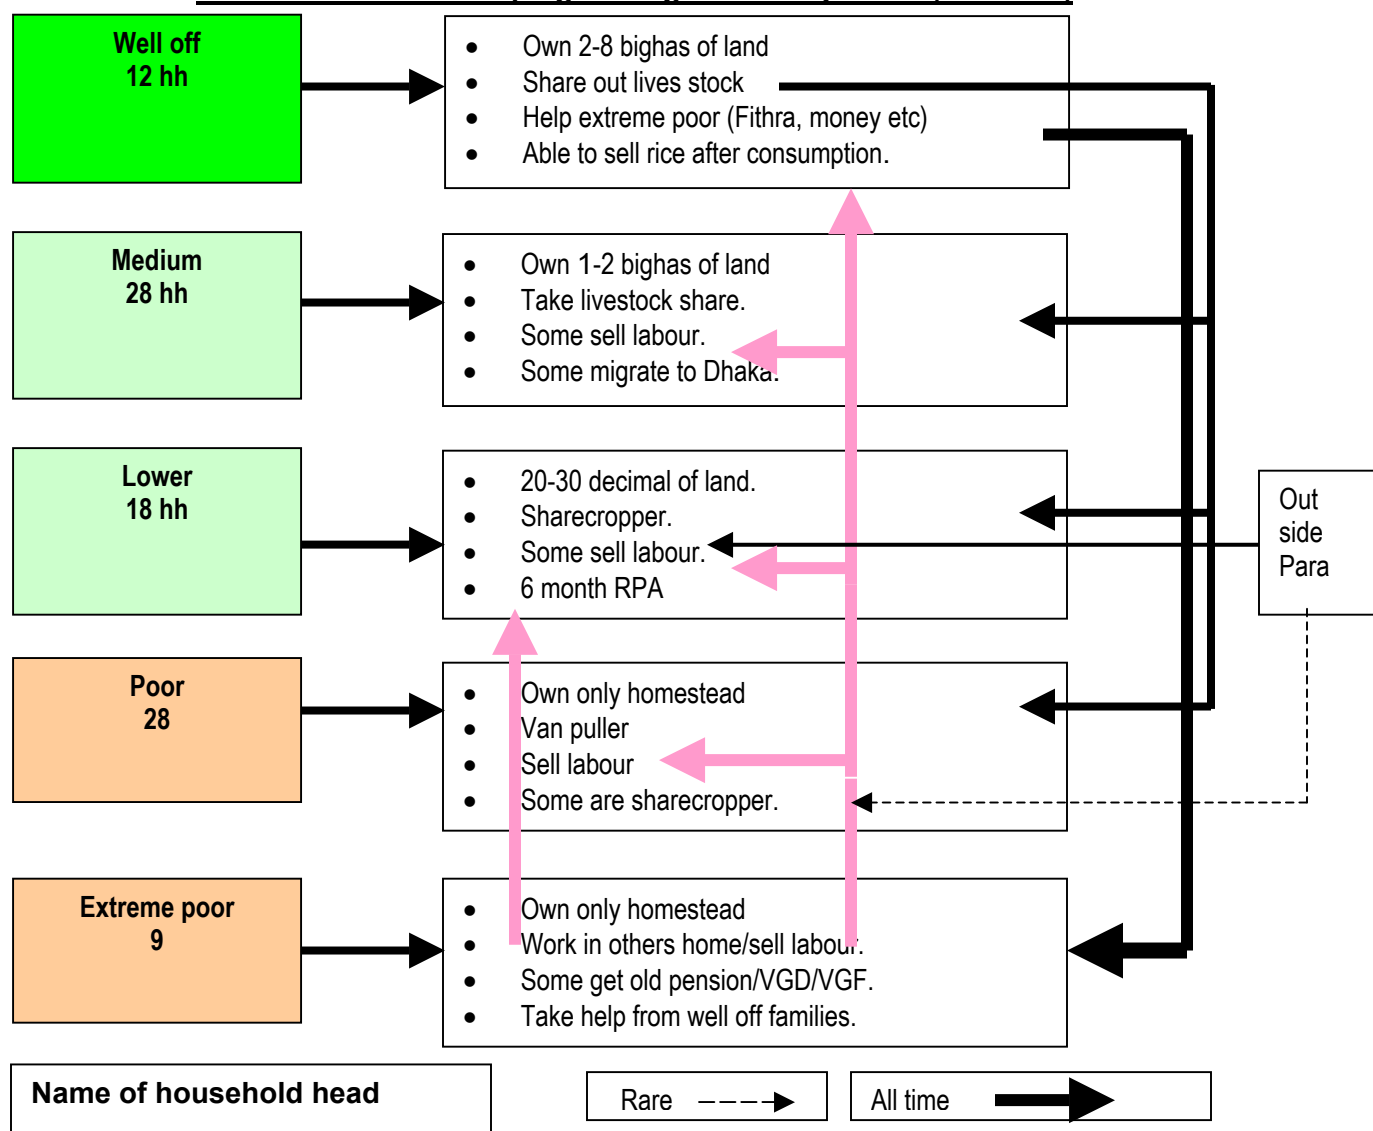 Well off
12 hh
• Own 2-8 bighas of land
• Share out lives stock
• Help extreme poor (Fithra, money etc)
• Able to sell rice after consumption.
Medium
28 hh
• Own 1-2 bighas of land
• Take livestock share.
• Some sell labour.
• Some migrate to Dhaka.
Lower
18 hh
• 20-30 decimal of land.
• Sharecropper.
• Some sell labour.
• 6 month RPA
Out
side
Para
Poor
28
• Own only homestead
• Van puller
• Sell labour
• Some are sharecropper.
Extreme poor
9
• Own only homestead
• Work in others home/sell labour.
• Some get old pension/VGD/VGF.
• Take help from well off families.
Name of household head
Rare
All time